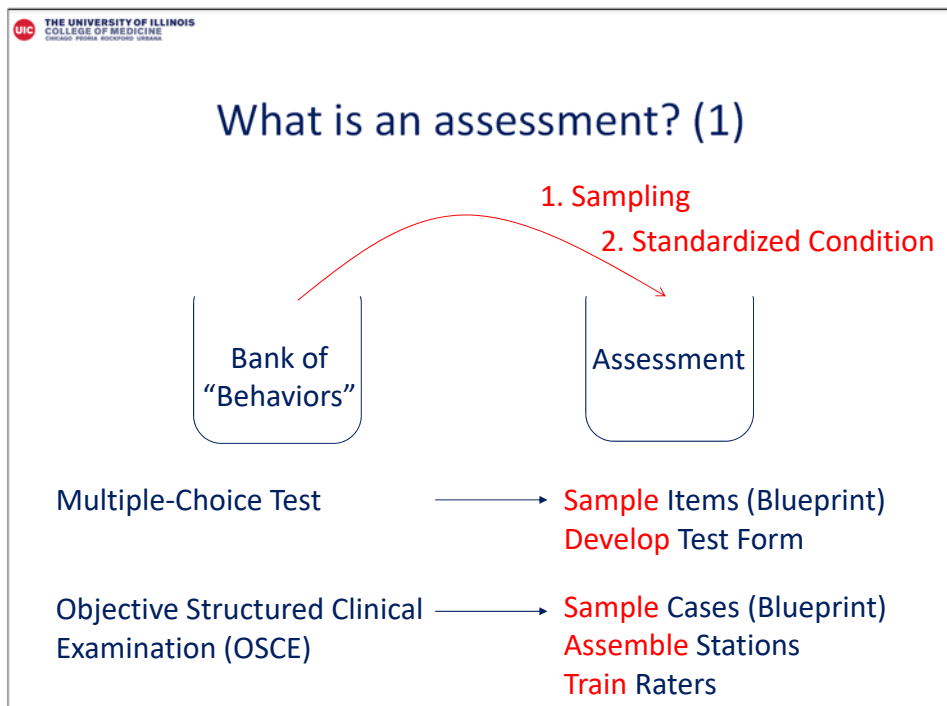 UIC
THE UNIVERSITY OF ILLINOIS
COLLEGE OF MEDICINE
CHICAGO PEORIA ROCKFORD URBANA
What is an assessment? (1)
1. Sampling
2. Standardized Condition
Bank of
“Behaviors”
Assessment
Multiple-Choice Test
Sample Items (Blueprint)
Develop Test Form
Objective Structured Clinical
Examination (OSCE)
Sample Cases (Blueprint)
Assemble Stations
Train Raters